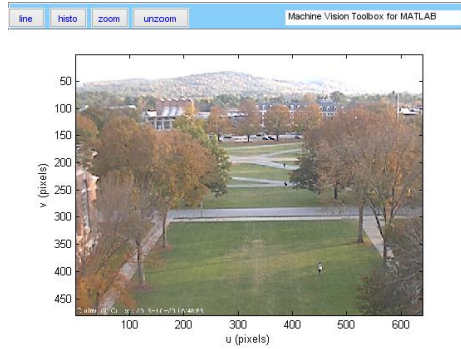 line histo zoom unzoom Machine Vision Toolbox for MATLAB
50
100
150
200
250
300
350
400
450
v (pixels)
100 200 300 400 500 600
u (pixels)